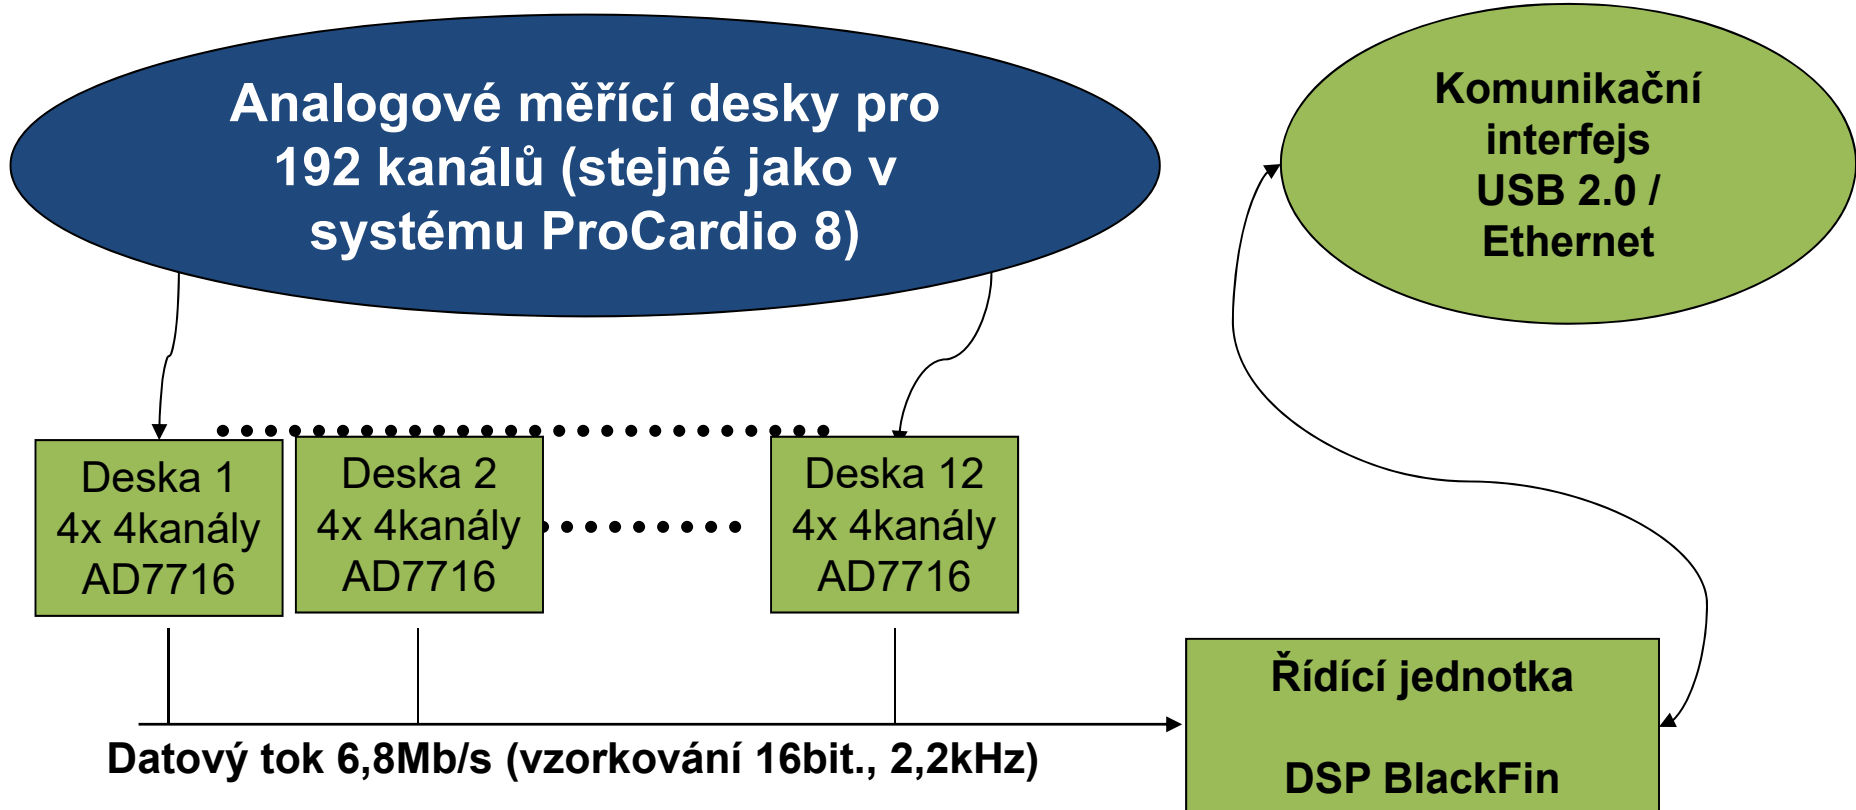 Analogové měřící desky pro
192 kanálů (stejné jako v
systému ProCardio 8)
Komunikační
interfejs
USB 2.0 /
Ethernet
Deska 1
4x 4kanály
AD7716
Deska 2
4x 4kanály
AD7716
Deska 12
4x 4kanály
AD7716
Datový tok 6,8Mb/s (vzorkování 16bit., 2,2kHz)
Řídící jednotka
DSP BlackFin